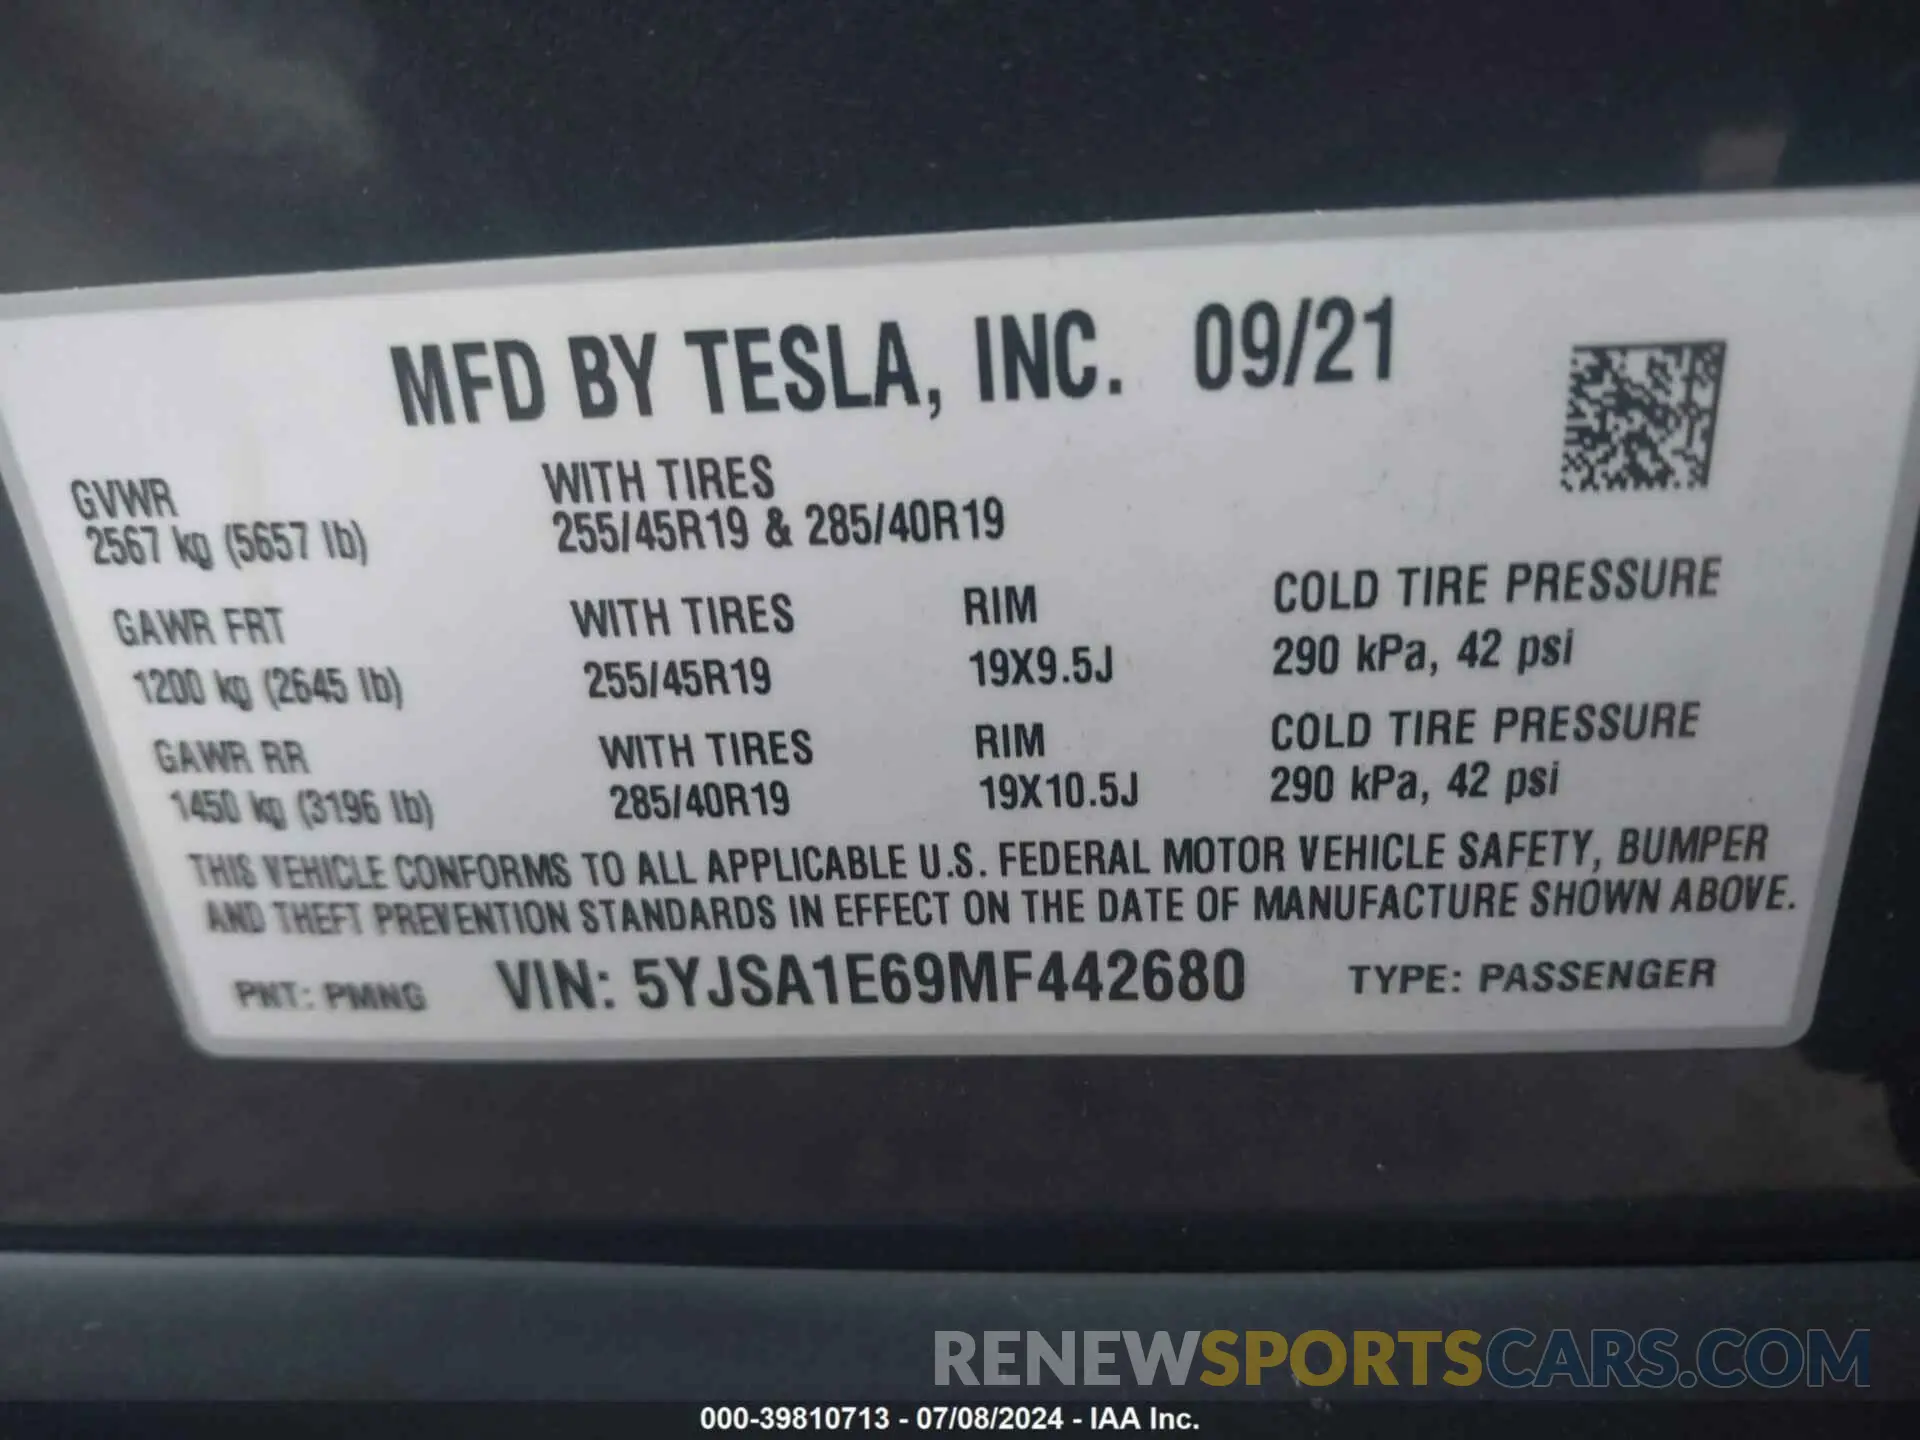 MFD BY TESLA, INC. 09/21
GVWR WITH TIRES
2567 kg (5657 lb) 255/45R19 & 285/40R19
GAWR FRT WITH TIRES RIM COLD TIRE PRESSURE
1200 kg (2645 lb) 255/45R19 19X9.5J 290 kPa, 42 psi
GAWR RR WITH TIRES RIM COLD TIRE PRESSURE
1450 kg (3196 lb) 285/40R19 19X10.5J 290 kPa, 42 psi
THIS VEHICLE CONFORMS TO ALL APPLICABLE U.S. FEDERAL MOTOR VEHICLE SAFETY, BUMPER
AND THEFT PREVENTION STANDARDS IN EFFECT ON THE DATE OF MANUFACTURE SHOWN ABOVE.
PNT: PMNG VIN: 5YJSA1E69MF442680 TYPE: PASSENGER
RENEWSPORTSCARS.COM
000-39810713 - 07/08/2024 - IAA Inc.